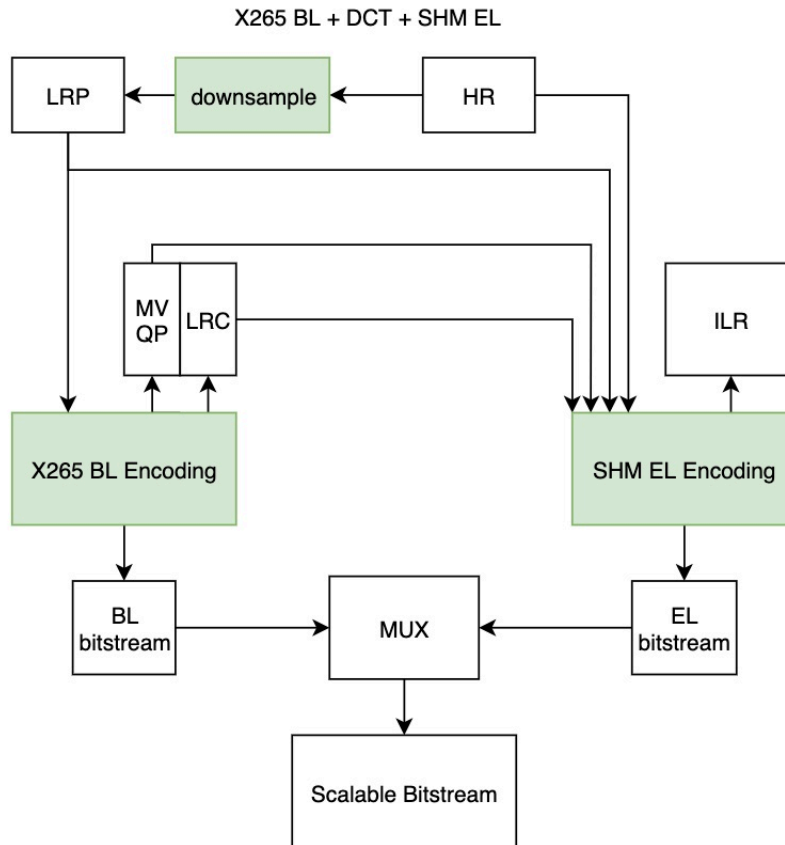 X265 BL + DCT + SHM EL
LRP
downsample
HR
MV
QP
LRC
ILR
X265 BL Encoding
SHM EL Encoding
BL
bitstream
MUX
EL
bitstream
Scalable Bitstream